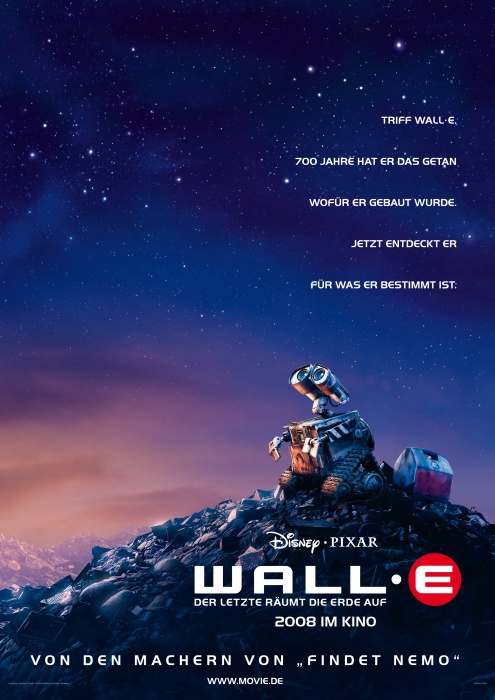 TRIFF WALL·E.
700 JAHRE HAT ER DAS GETAN
WOFÜR ER GEBAUT WURDE.
JETZT ENTDECKT ER
FÜR WAS ER BESTIMMT IST.
Disney · PIXAR
WALL·E
DER LETZTE RÄUMT DIE ERDE AUF
2008 IM KINO
VON DEN MACHERN VON „FINDET NEMO“
WWW.MOVIE.DE